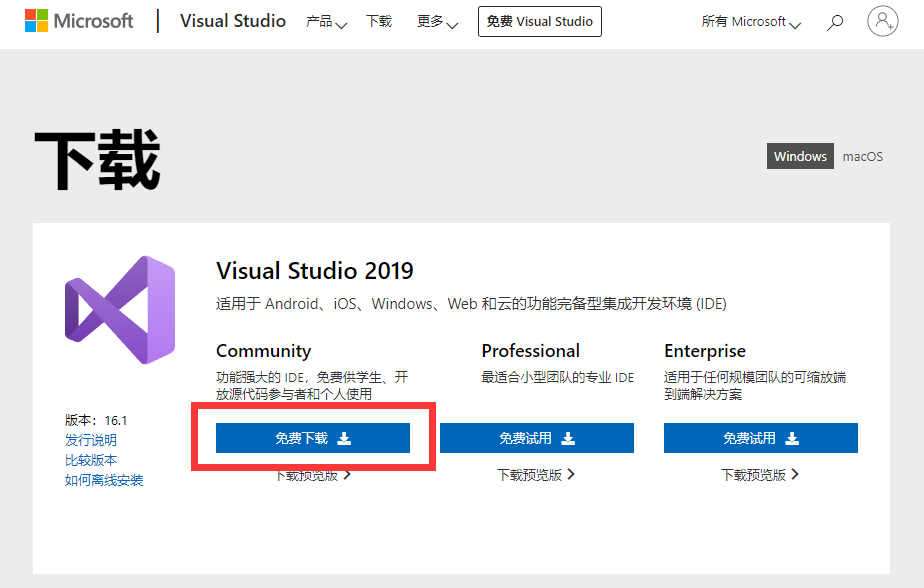 Microsoft Visual Studio 产品 下载 更多 免费 Visual Studio 所有 Microsoft
下载
Windows macOS
Visual Studio 2019
适用于 Android、iOS、Windows、Web 和云的功能完备型集成开发环境 (IDE)
Community
功能强大的 IDE，免费供学生、开
放源代码参与者和个人使用
免费下载
下载预览版
Professional
最适合小型团队的专业 IDE
免费试用
下载预览版
Enterprise
适用于任何规模团队的可缩放端
到端解决方案
免费试用
下载预览版
版本：16.1
发行说明
比较版本
如何离线安装